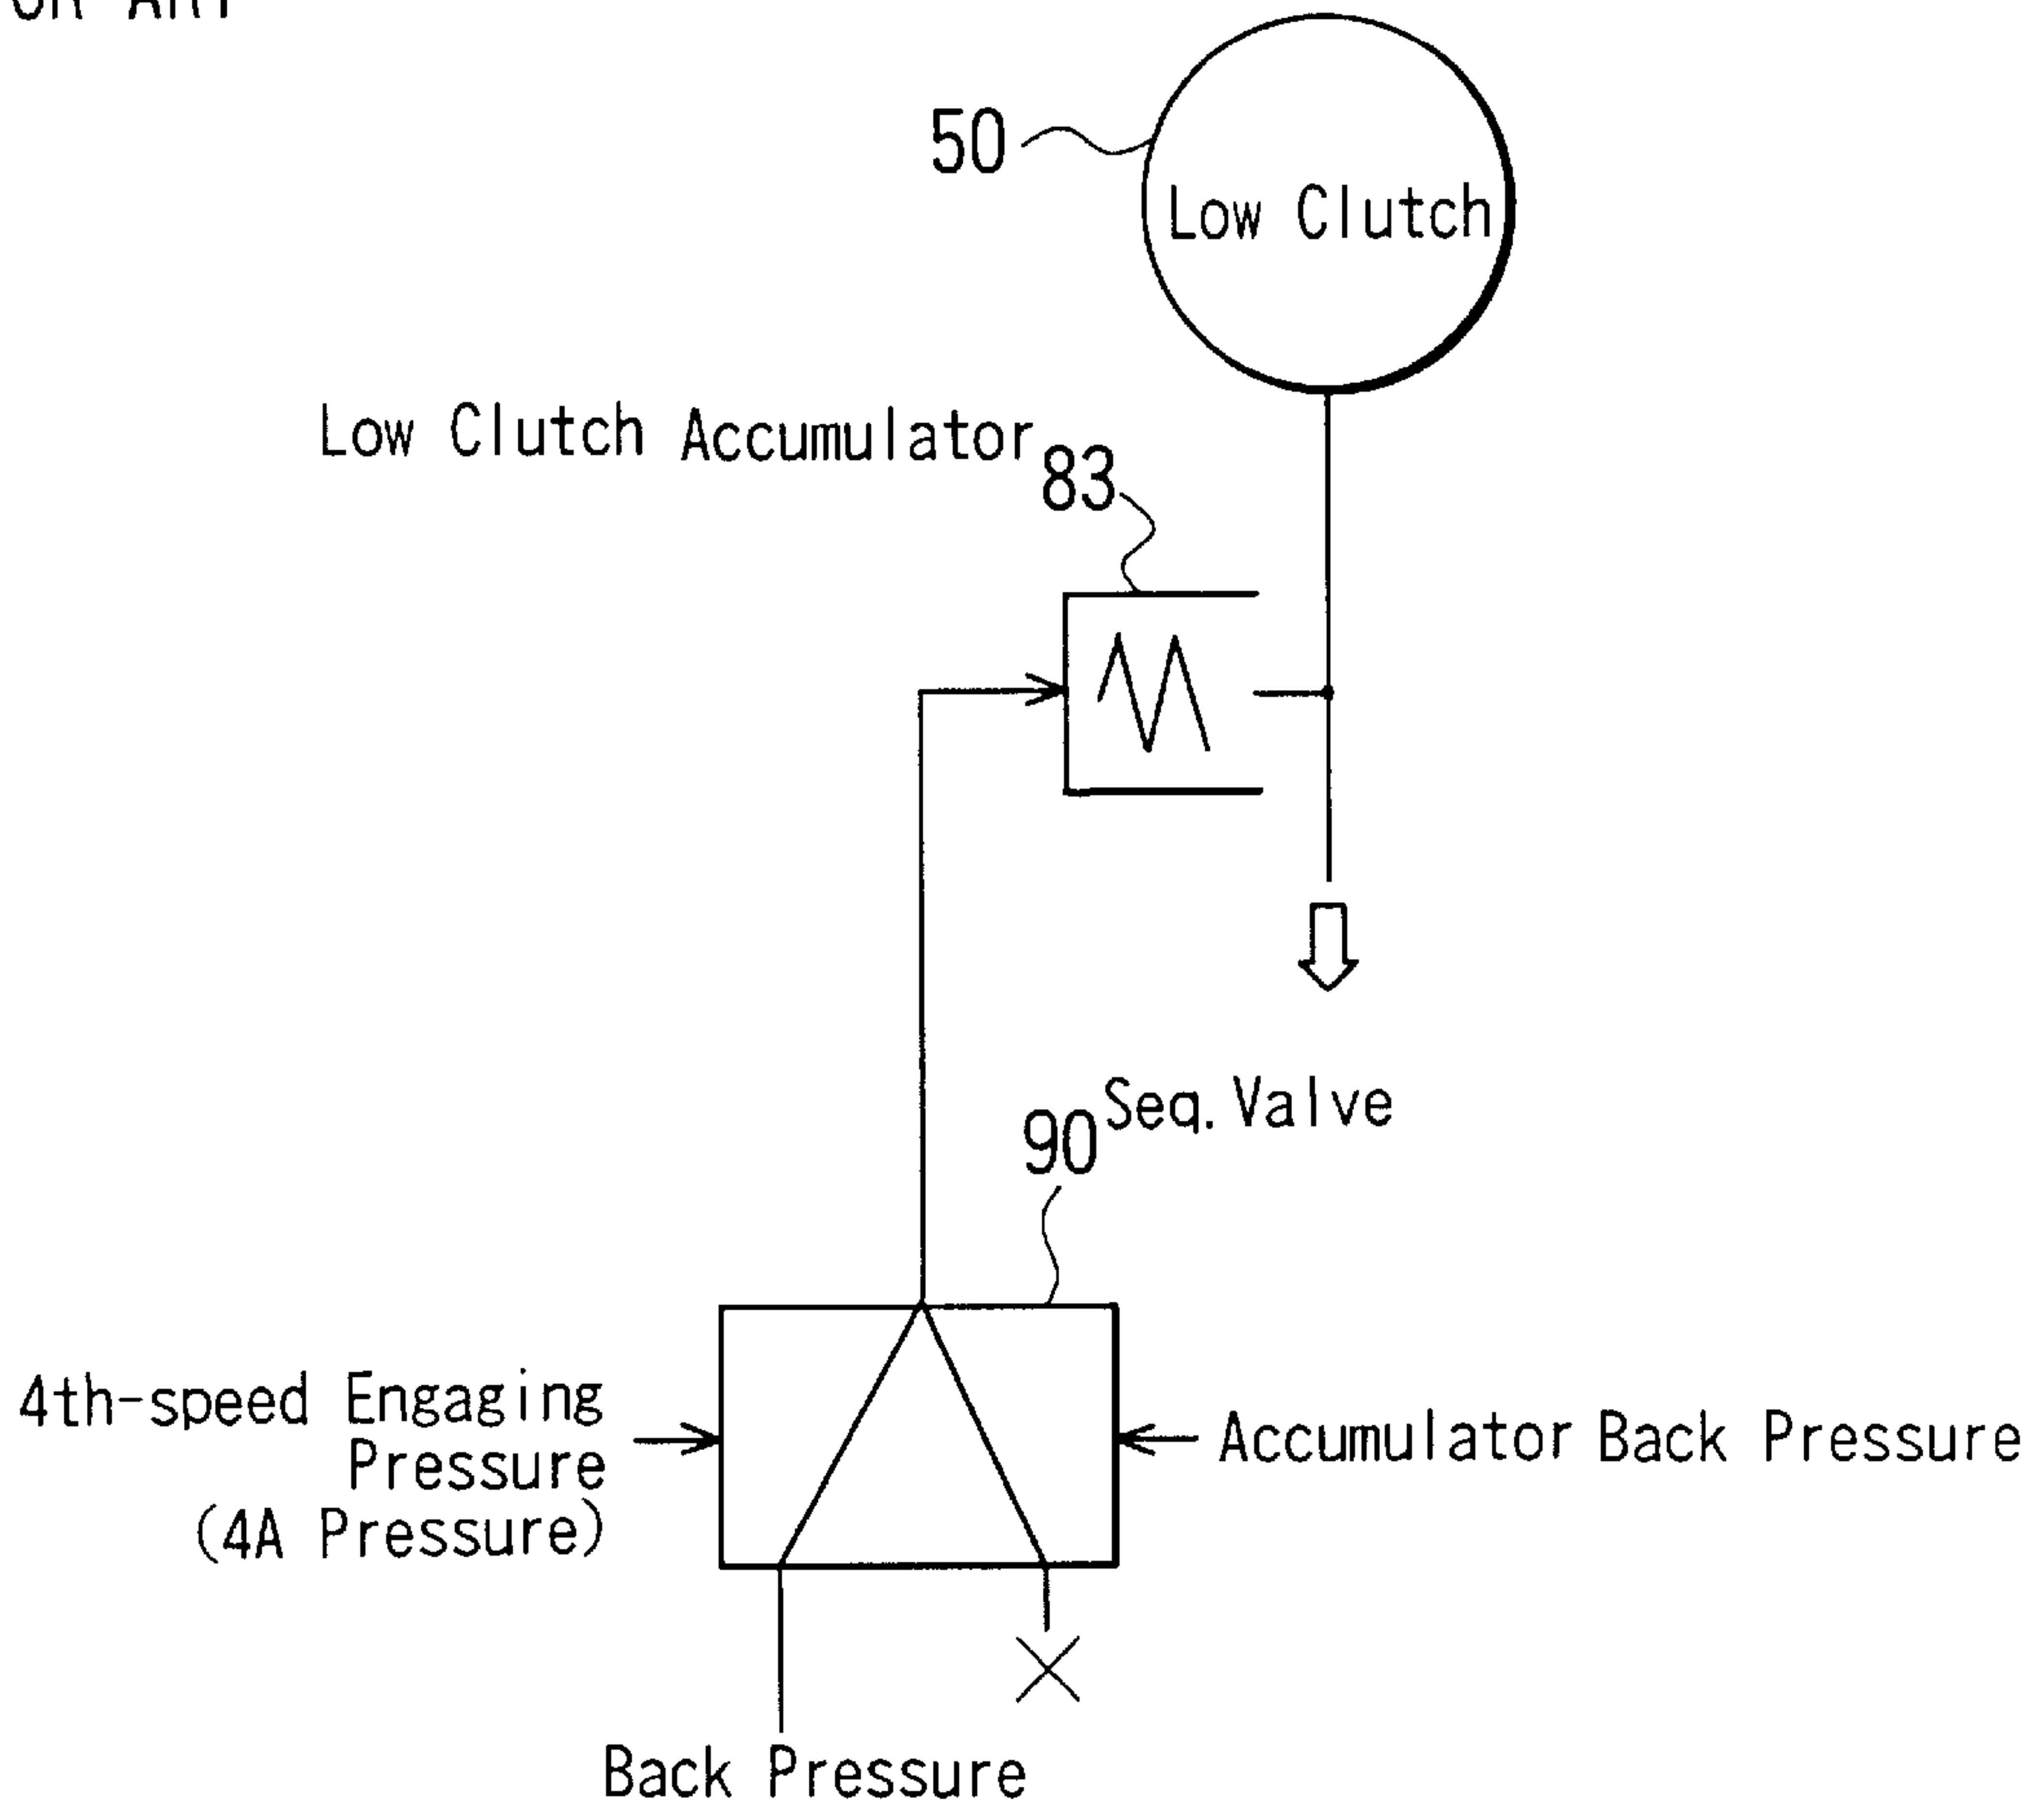 50
Low Clutch
Low Clutch Accumulator
83
Seq. Valve
90
4th-speed Engaging
Pressure
(4A Pressure)
Accumulator Back Pressure
Back Pressure